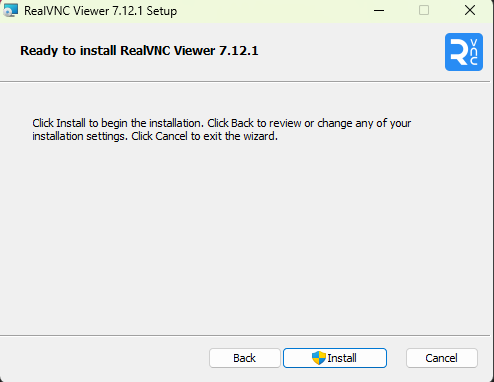 RealVNC Viewer 7.12.1 Setup
Ready to install RealVNC Viewer 7.12.1
R VNC
Click Install to begin the installation. Click Back to review or change any of your
installation settings. Click Cancel to exit the wizard.
Back Install Cancel